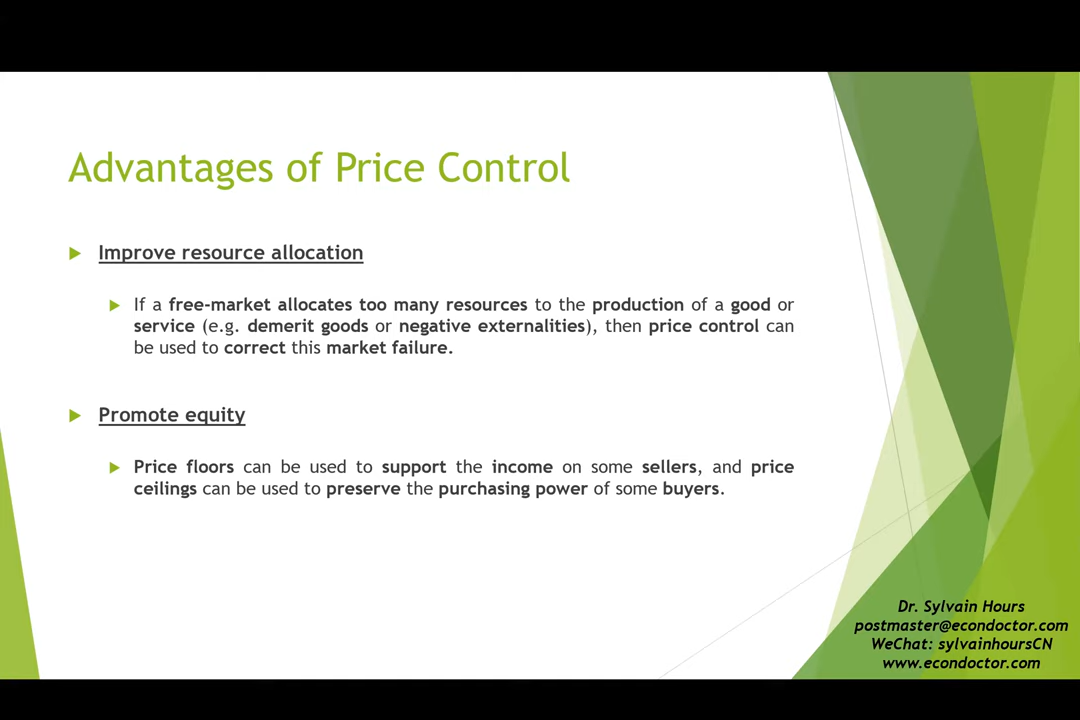 Advantages of Price Control
Improve resource allocation
If a free-market allocates too many resources to the production of a good or
service (e.g. demerit goods or negative externalities), then price control can
be used to correct this market failure.
Promote equity
Price floors can be used to support the income on some sellers, and price
ceilings can be used to preserve the purchasing power of some buyers.
Dr. Sylvain Hours
postmaster@econdoctor.com
WeChat: sylvainhoursCN
www.econdoctor.com